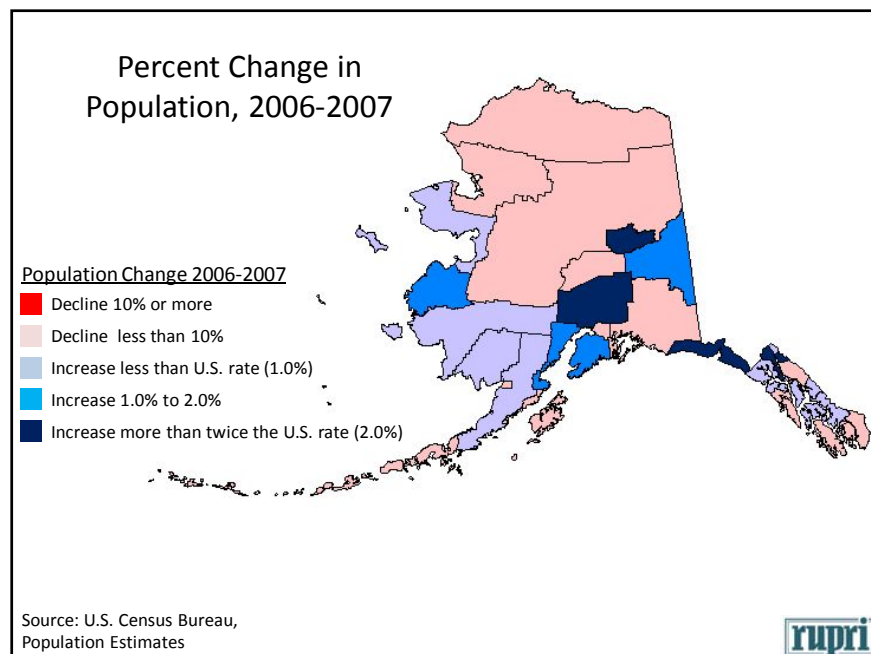 Percent Change in
Population, 2006-2007
Population Change 2006-2007
Decline 10% or more
Decline less than 10%
Increase less than U.S. rate (1.0%)
Increase 1.0% to 2.0%
Increase more than twice the U.S. rate (2.0%)
Source: U.S. Census Bureau,
Population Estimates
rupri